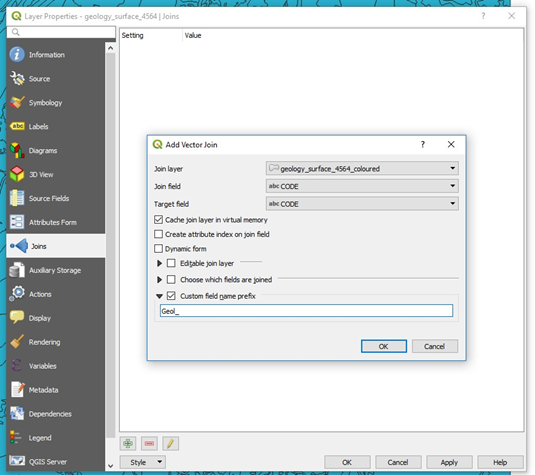 Layer Properties - geology_surface_4564 | Joins
Information
Source
Symbology
Labels
Diagrams
3D View
Source Fields
Attributes Form
Joins
Auxiliary Storage
Actions
Display
Rendering
Variables
Metadata
Dependencies
Legend
QGIS Server
Setting Value
Add Vector Join
Join layer geology_surface_4564_coloured
Join field abc CODE
Target field abc CODE
Cache join layer in virtual memory
Create attribute index on join field
Dynamic form
Editable join layer
Choose which fields are joined
Custom field name prefix
Geol_
OK Cancel
Style OK Cancel Apply Help